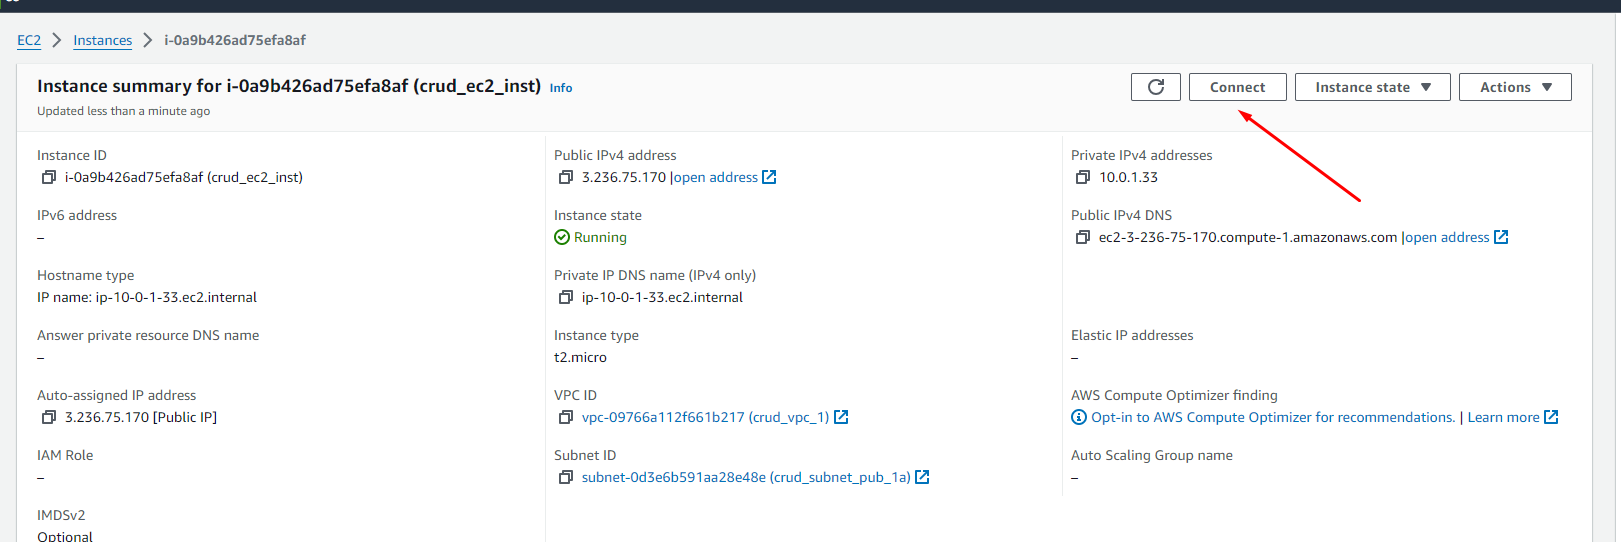 EC2 > Instances > i-0a9b426ad75efa8af
Instance summary for i-0a9b426ad75efa8af (crud_ec2_inst) Info
Updated less than a minute ago
Connect
Instance state
Actions
Instance ID
i-0a9b426ad75efa8af (crud_ec2_inst)
Public IPv4 address
3.236.75.170 |open address
Private IPv4 addresses
10.0.1.33
IPv6 address
–
Instance state
Running
Public IPv4 DNS
ec2-3-236-75-170.compute-1.amazonaws.com |open address
Hostname type
IP name: ip-10-0-1-33.ec2.internal
Private IP DNS name (IPv4 only)
ip-10-0-1-33.ec2.internal
Answer private resource DNS name
–
Instance type
t2.micro
Elastic IP addresses
–
Auto-assigned IP address
3.236.75.170 [Public IP]
VPC ID
vpc-09766a112f661b217 (crud_vpc_1)
AWS Compute Optimizer finding
Opt-in to AWS Compute Optimizer for recommendations. | Learn more
IAM Role
–
Subnet ID
subnet-0d3e6b591aa28e48e (crud_subnet_pub_1a)
Auto Scaling Group name
–
IMDSv2
Optional